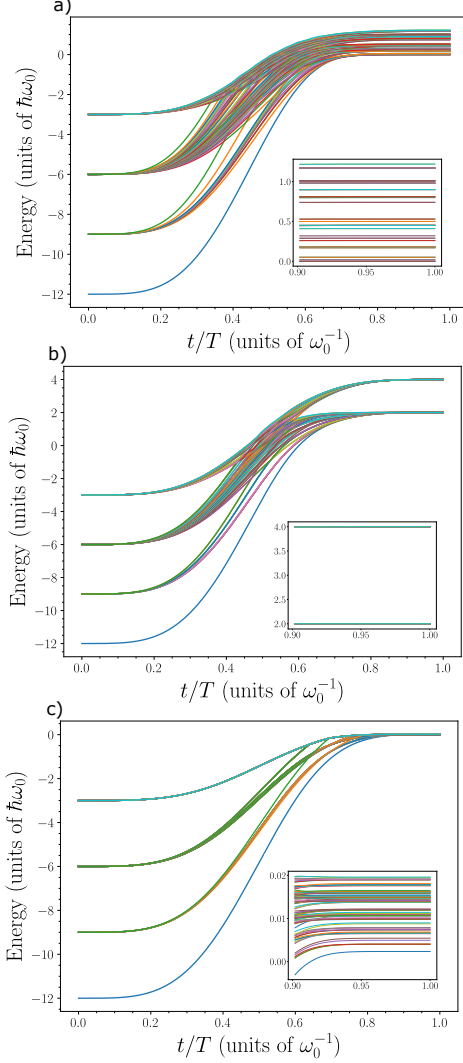 a)
Energy (units of ħω₀)
0
−2
−4
−6
−8
−10
−12
1.0
0.5
0.0
0.90 0.95 1.00
0.0 0.2 0.4 0.6 0.8 1.0
t/T (units of ω₀⁻¹)
b)
Energy (units of ħω₀)
4
2
0
−2
−4
−6
−8
−10
−12
4.0
3.5
3.0
2.5
2.0
0.90 0.95 1.00
0.0 0.2 0.4 0.6 0.8 1.0
t/T (units of ω₀⁻¹)
c)
Energy (units of ħω₀)
0
−2
−4
−6
−8
−10
−12
0.02
0.01
0.00
0.90 0.95 1.00
0.0 0.2 0.4 0.6 0.8 1.0
t/T (units of ω₀⁻¹)